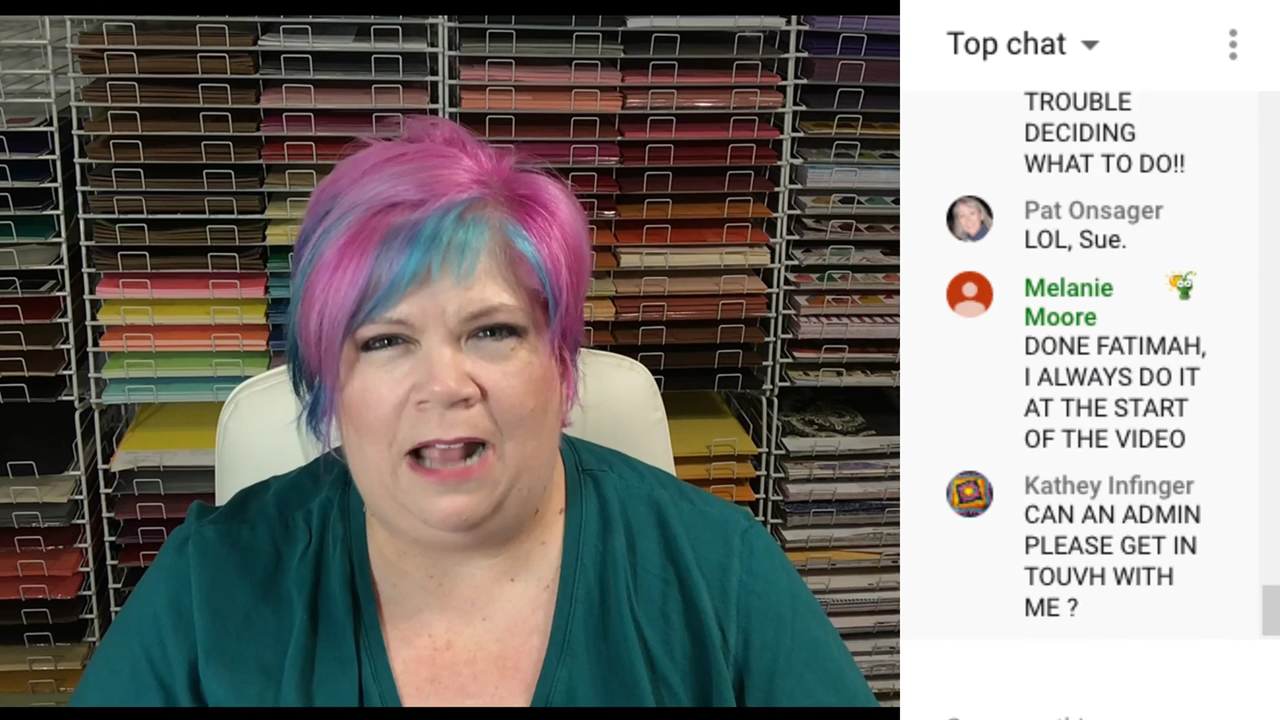 Top chat
TROUBLE
DECIDING
WHAT TO DO!!
Pat Onsager
LOL, Sue.
Melanie
Moore
DONE FATIMAH,
I ALWAYS DO IT
AT THE START
OF THE VIDEO
Kathey Infinger
CAN AN ADMIN
PLEASE GET IN
TOUVH WITH
ME ?